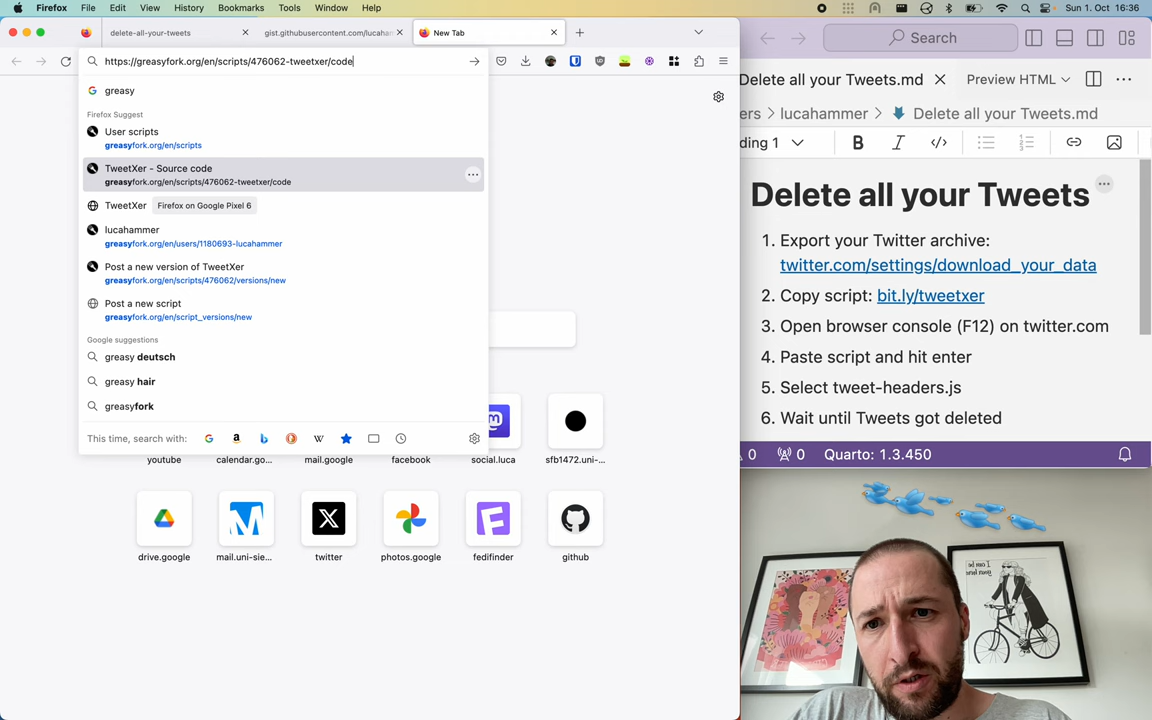 Firefox File Edit View History Bookmarks Tools Window Help
Sun 1. Oct 16:36
delete-all-your-tweets
gist.githubusercontent.com/lucaham
New Tab
https://greasyfork.org/en/scripts/476062-tweetxer/code
greasy
Firefox Suggest
User scripts
greasyfork.org/en/scripts
TweetXer - Source code
greasyfork.org/en/scripts/476062-tweetxer/code
TweetXer Firefox on Google Pixel 6
lucahammer
greasyfork.org/en/users/1180693-lucahammer
Post a new version of TweetXer
greasyfork.org/en/scripts/476062/versions/new
Post a new script
greasyfork.org/en/script_versions/new
Google suggestions
greasy deutsch
greasy hair
greasyfork
This time, search with:
youtube calendar.go... mail.google facebook social.luca sfb1472.uni-...
drive.google mail.uni-sie... twitter photos.google fedifinder github
Search
Delete all your Tweets.md
Preview HTML
ers > lucahammer > Delete all your Tweets.md
ding 1
Delete all your Tweets
1. Export your Twitter archive:
twitter.com/settings/download_your_data
2. Copy script: bit.ly/tweetxer
3. Open browser console (F12) on twitter.com
4. Paste script and hit enter
5. Select tweet-headers.js
6. Wait until Tweets got deleted
0 0 Quarto: 1.3.450